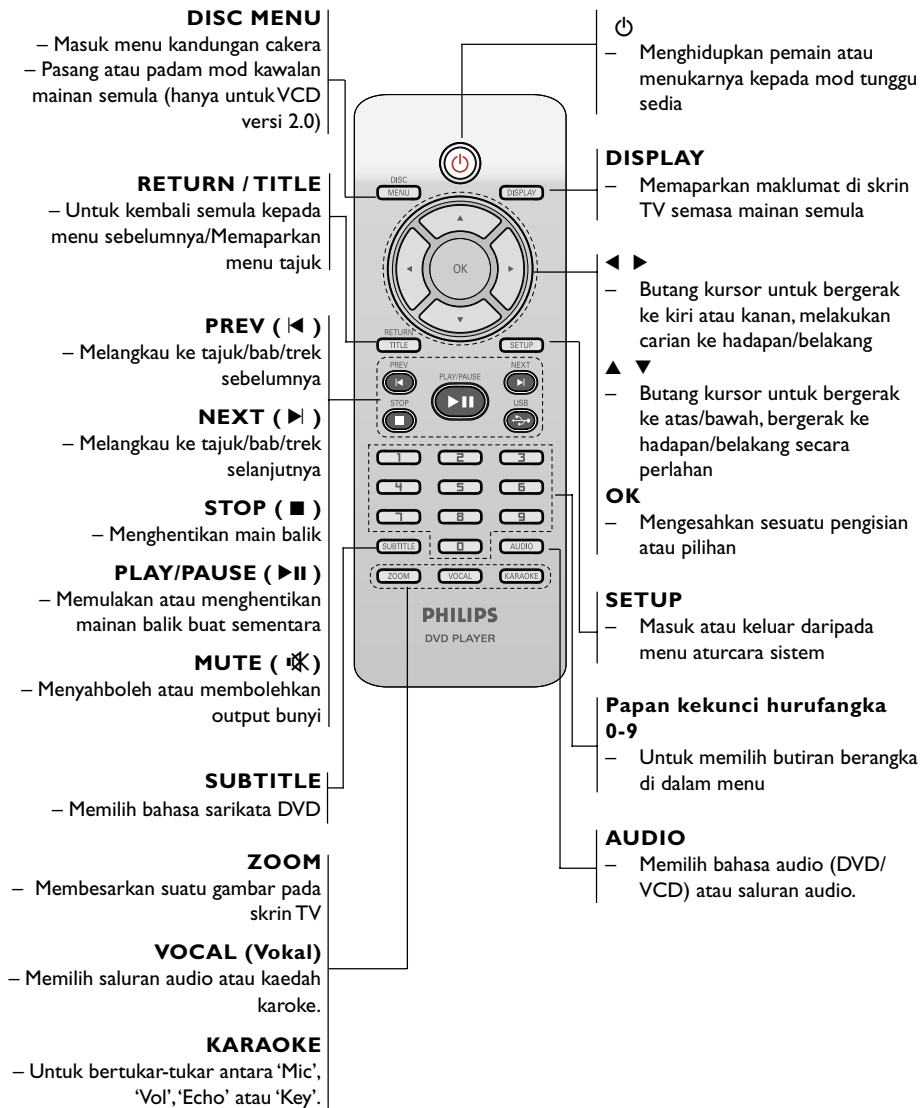 DISC MENU
– Masuk menu kandungan cakera
– Pasang atau padam mod kawalan
mainan semula (hanya untuk VCD
versi 2.0)
RETURN / TITLE
– Untuk kembali semula kepada
menu sebelumnya/Memaparkan
menu tajuk
PREV ( |◀ )
– Melangkau ke tajuk/bab/trek
sebelumnya
NEXT ( ▶| )
– Melangkau ke tajuk/bab/trek
selanjutnya
STOP ( ■ )
– Menghentikan main balik
PLAY/PAUSE ( ▶II )
– Memulakan atau menghentikan
mainan balik buat sementara
MUTE ( 🔇 )
– Menyahboleh atau membolehkan
output bunyi
SUBTITLE
– Memilih bahasa sarikata DVD
ZOOM
– Membesarkan suatu gambar pada
skrin TV
VOCAL (Vokal)
– Memilih saluran audio atau kaedah
karoke.
KARAOKE
– Untuk bertukar-tukar antara ‘Mic’,
‘Vol’, ‘Echo’ atau ‘Key’.
DISC
MENU
DISPLAY
OK
RETURN
TITLE
SETUP
PREV
PLAY/PAUSE
NEXT
STOP
USB
1 2 3
4 5 6
7 8 9
SUBTITLE 0 AUDIO
ZOOM VOCAL KARAOKE
PHILIPS
DVD PLAYER
⏻
– Menghidupkan pemain atau
menukarnya kepada mod tunggu
sedia
DISPLAY
– Memaparkan maklumat di skrin
TV semasa mainan semula
◀ ▶
– Butang kursor untuk bergerak
ke kiri atau kanan, melakukan
carian ke hadapan/belakang
▲ ▼
– Butang kursor untuk bergerak
ke atas/bawah, bergerak ke
hadapan/belakang secara
perlahan
OK
– Mengesahkan sesuatu pengisian
atau pilihan
SETUP
– Masuk atau keluar daripada
menu aturcara sistem
Papan kekunci hurufangka
0-9
– Untuk memilih butiran berangka
di dalam menu
AUDIO
– Memilih bahasa audio (DVD/
VCD) atau saluran audio.